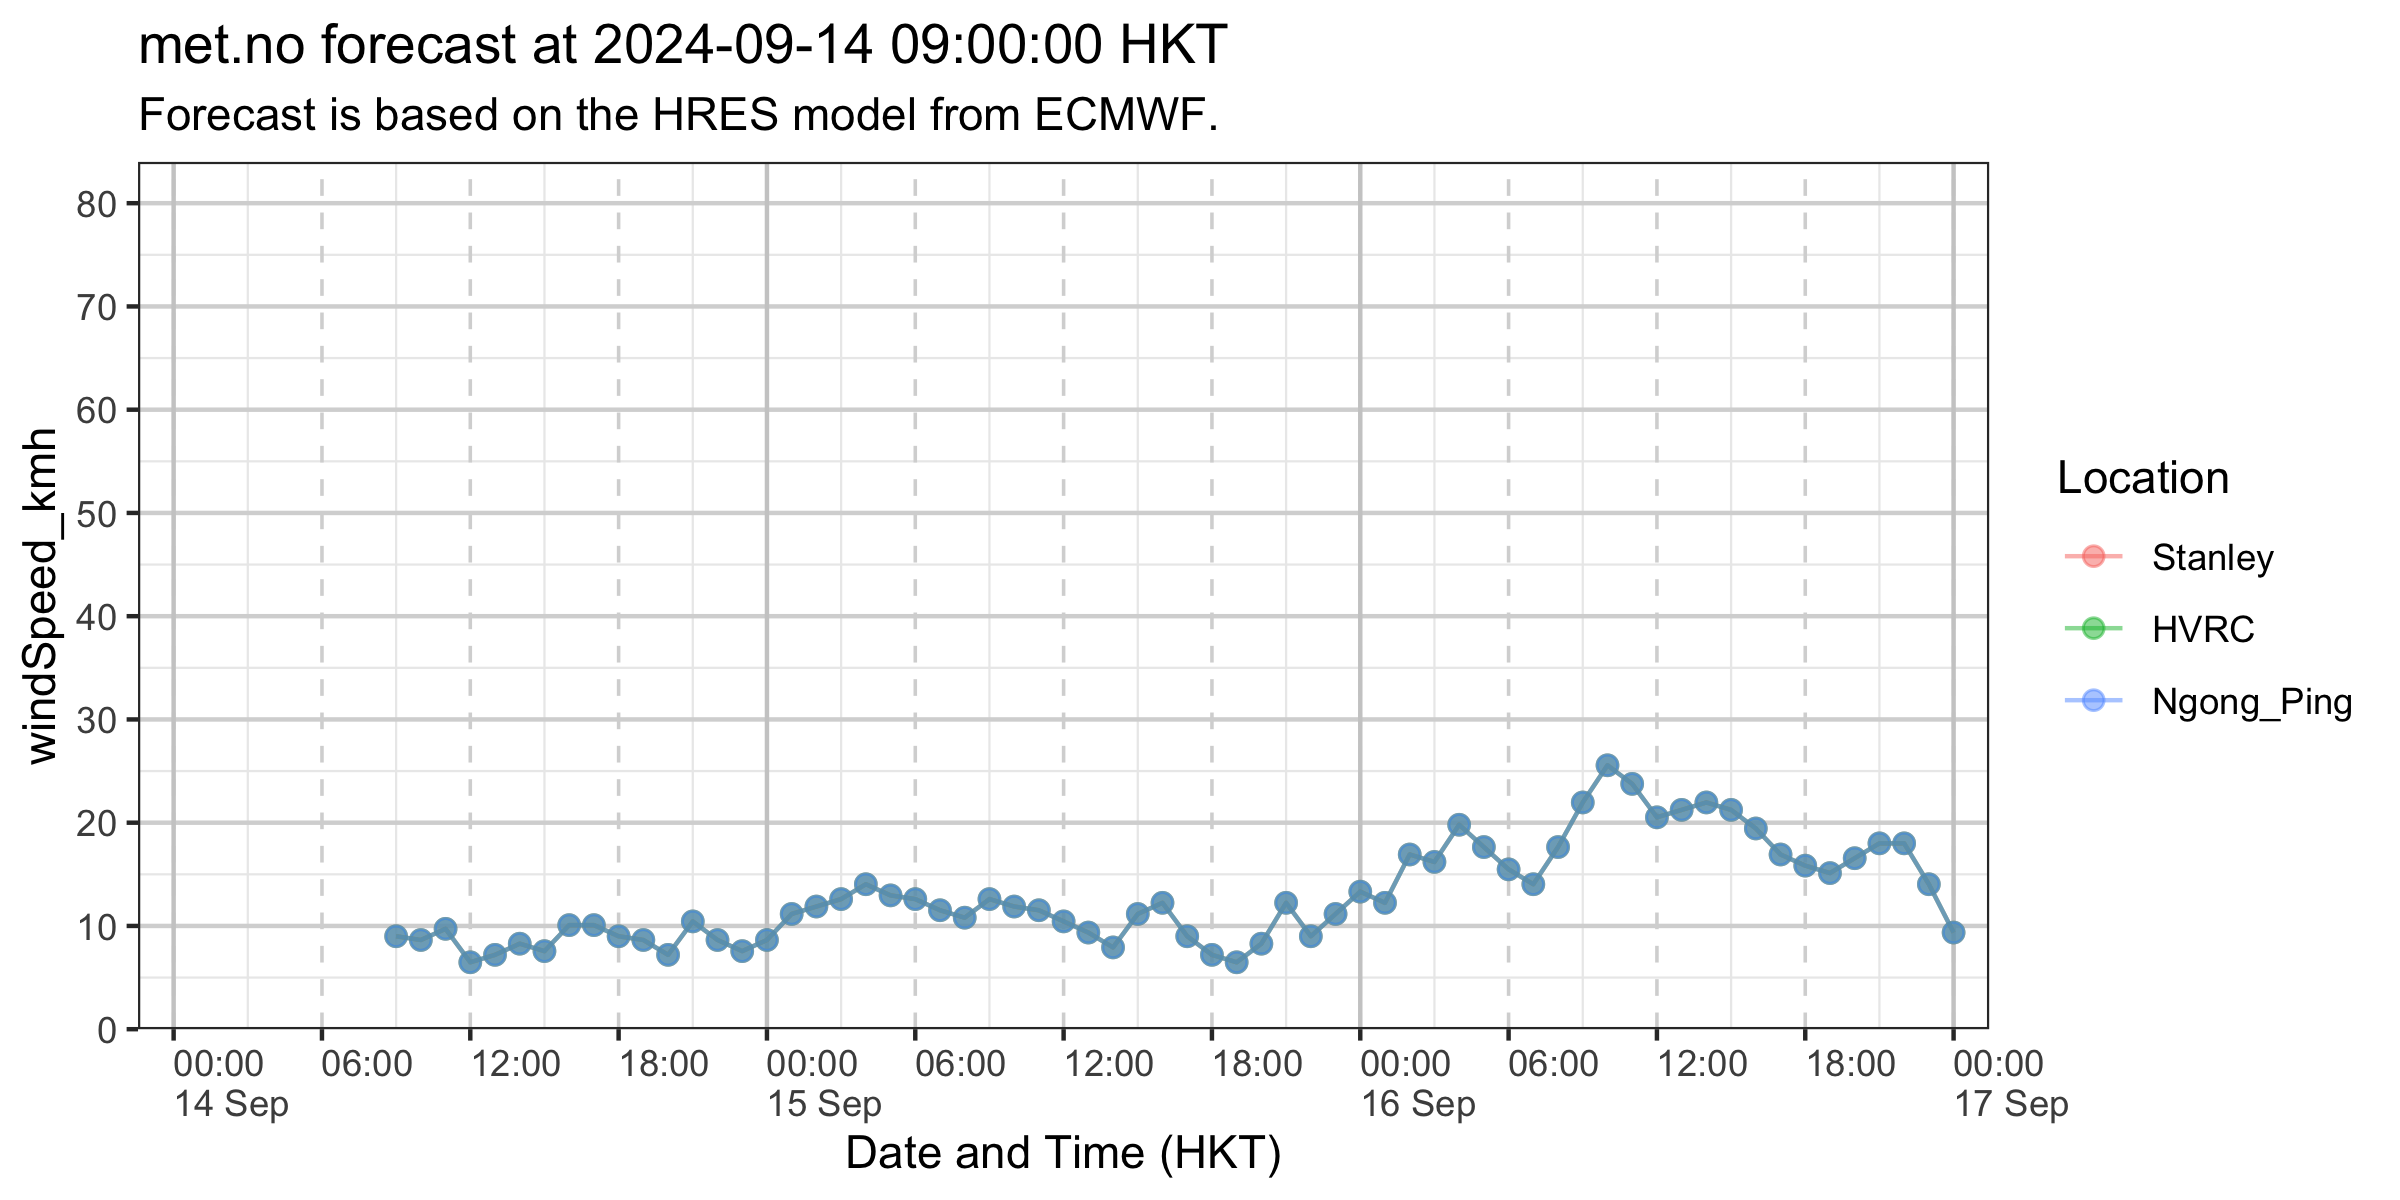 met.no forecast at 2024-09-14 09:00:00 HKT
Forecast is based on the HRES model from ECMWF.
windSpeed_kmh
80
70
60
50
40
30
20
10
0
00:00 06:00 12:00 18:00 00:00 06:00 12:00 18:00 00:00 06:00 12:00 18:00 00:00
14 Sep 15 Sep 16 Sep 17 Sep
Date and Time (HKT)
Location
Stanley
HVRC
Ngong_Ping